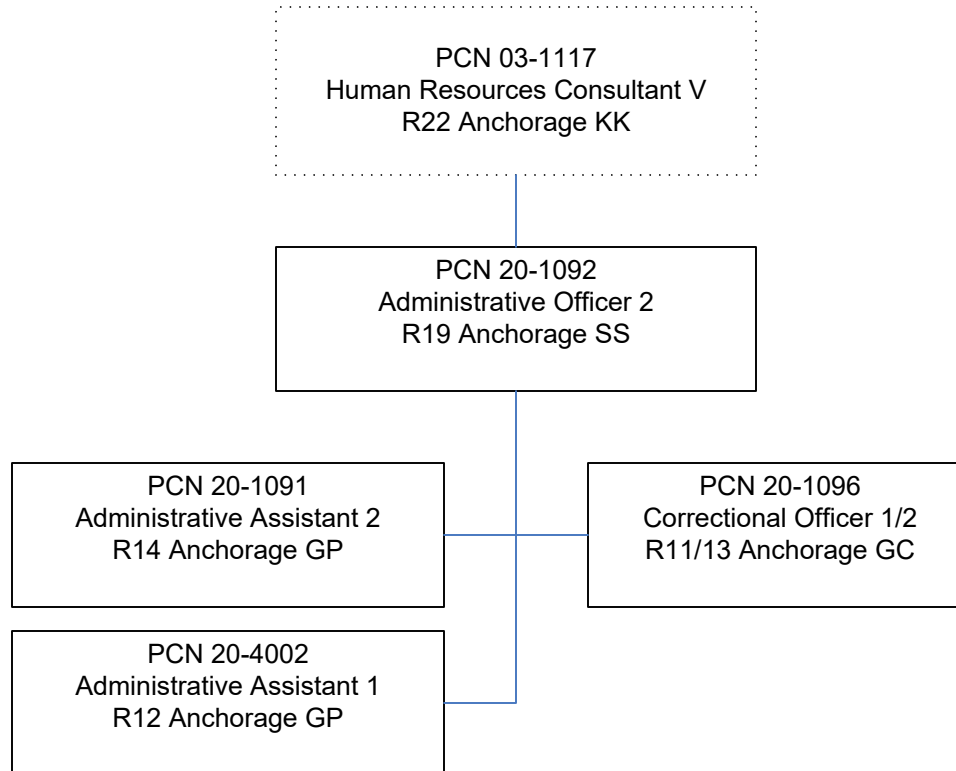 PCN 03-1117
Human Resources Consultant V
R22 Anchorage KK
PCN 20-1092
Administrative Officer 2
R19 Anchorage SS
PCN 20-1091
Administrative Assistant 2
R14 Anchorage GP
PCN 20-1096
Correctional Officer 1/2
R11/13 Anchorage GC
PCN 20-4002
Administrative Assistant 1
R12 Anchorage GP